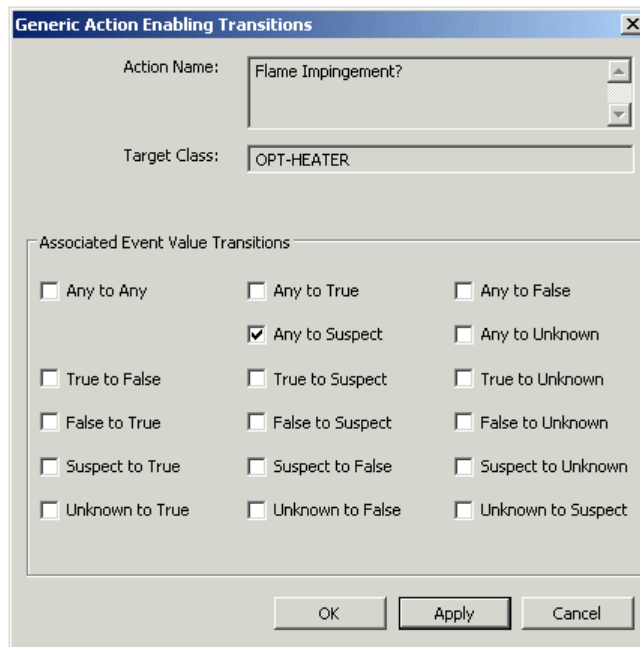 Generic Action Enabling Transitions
Action Name: Flame Impingement?
Target Class: OPT-HEATER
Associated Event Value Transitions
Any to Any Any to True Any to False
Any to Suspect Any to Unknown
True to False True to Suspect True to Unknown
False to True False to Suspect False to Unknown
Suspect to True Suspect to False Suspect to Unknown
Unknown to True Unknown to False Unknown to Suspect
OK Apply Cancel